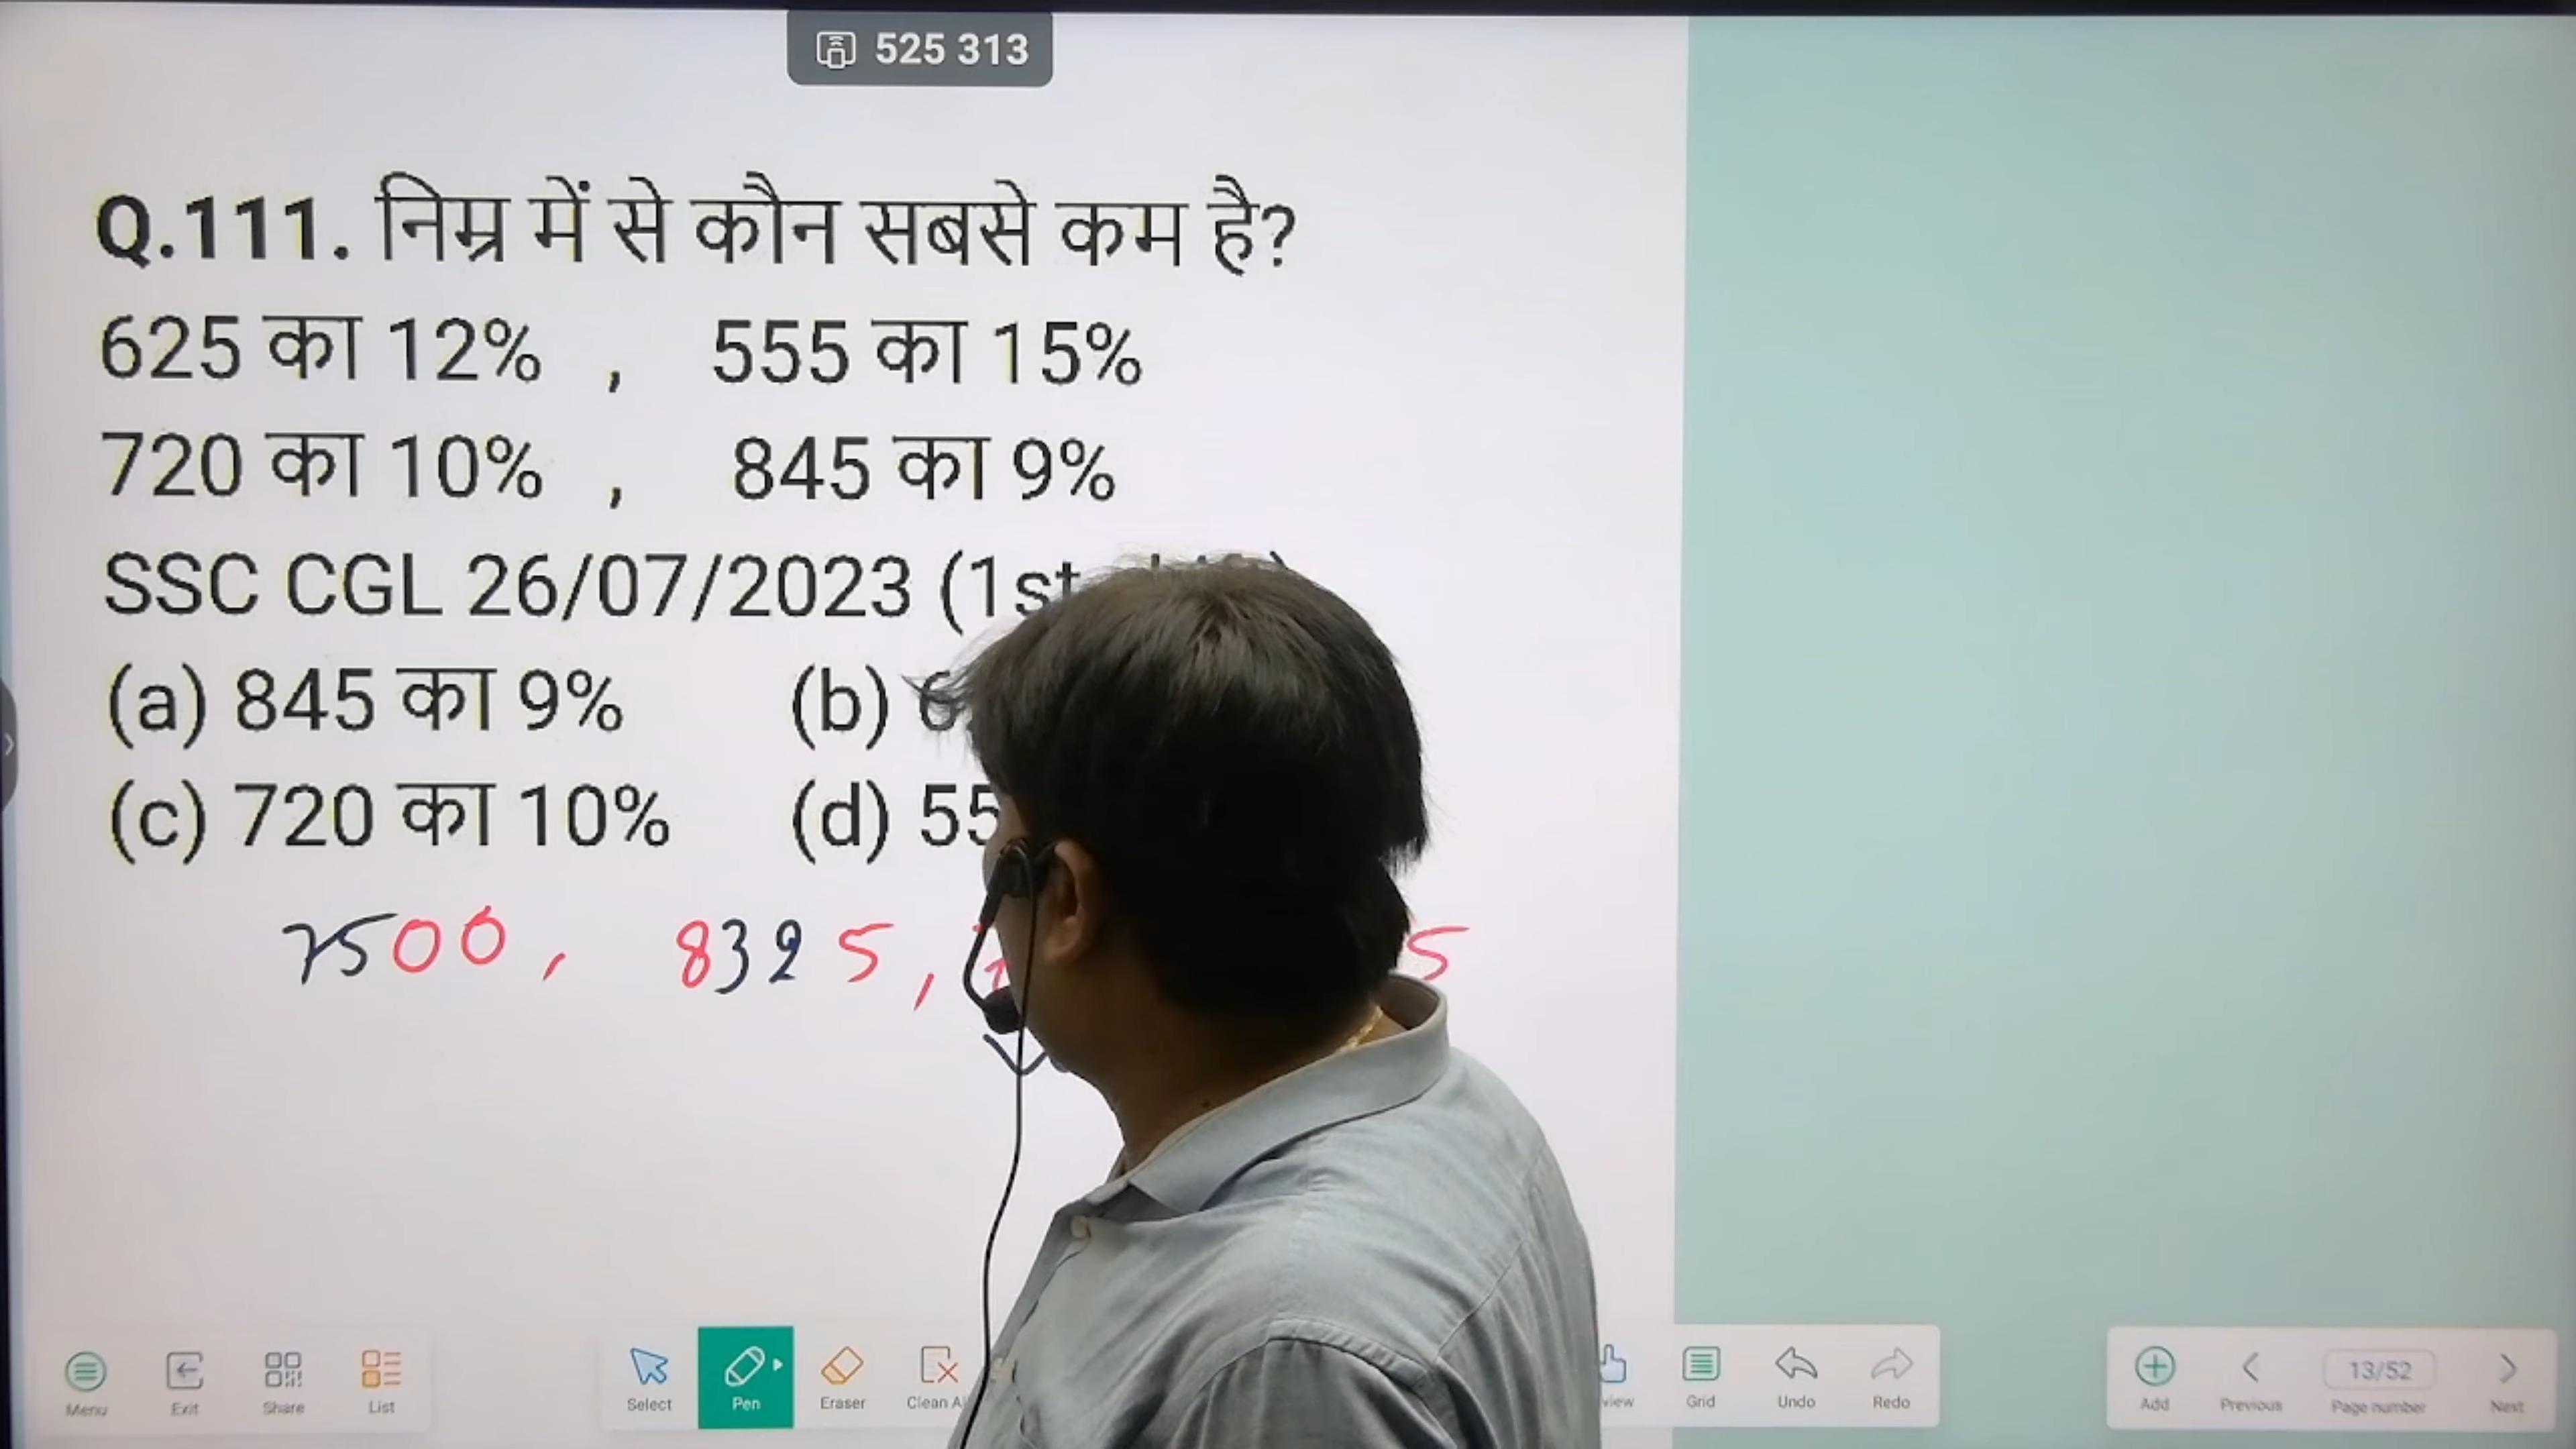 525 313
Q.111. निम्न में से कौन सबसे कम है?
625 का 12% , 555 का 15%
720 का 10% , 845 का 9%
SSC CGL 26/07/2023 (1st
(a) 845 का 9% (b)
(c) 720 का 10% (d) 55
7500, 8325,
5
Menu Exit Share List Select Pen Eraser Clean Grid Undo Redo Add Previous 13/52 Page number Next